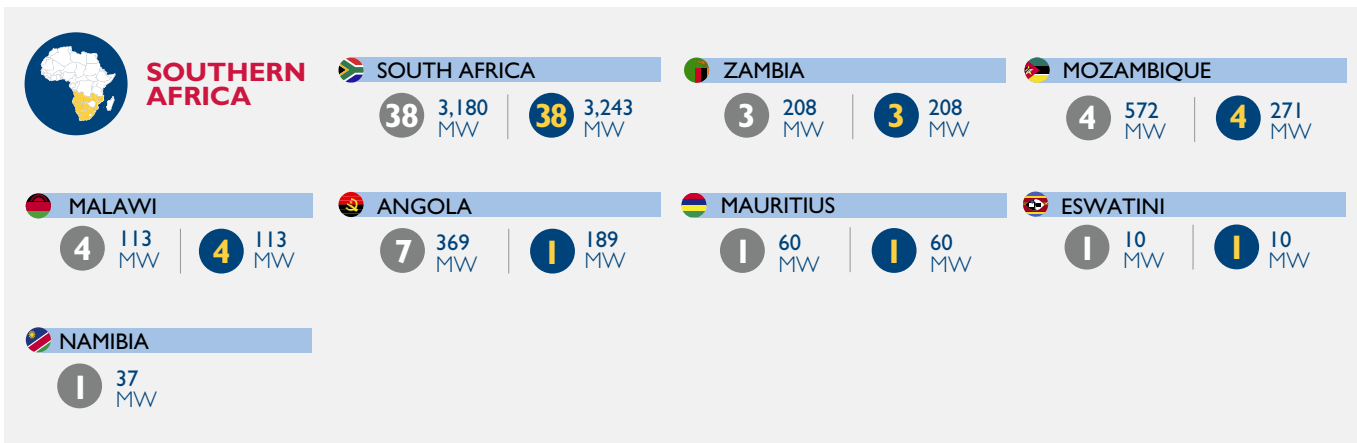 SOUTHERN
AFRICA
SOUTH AFRICA
38 3,180 MW 38 3,243 MW
ZAMBIA
3 208 MW 3 208 MW
MOZAMBIQUE
4 572 MW 4 271 MW
MALAWI
4 113 MW 4 113 MW
ANGOLA
7 369 MW 1 189 MW
MAURITIUS
1 60 MW 1 60 MW
ESWATINI
1 10 MW 1 10 MW
NAMIBIA
1 37 MW